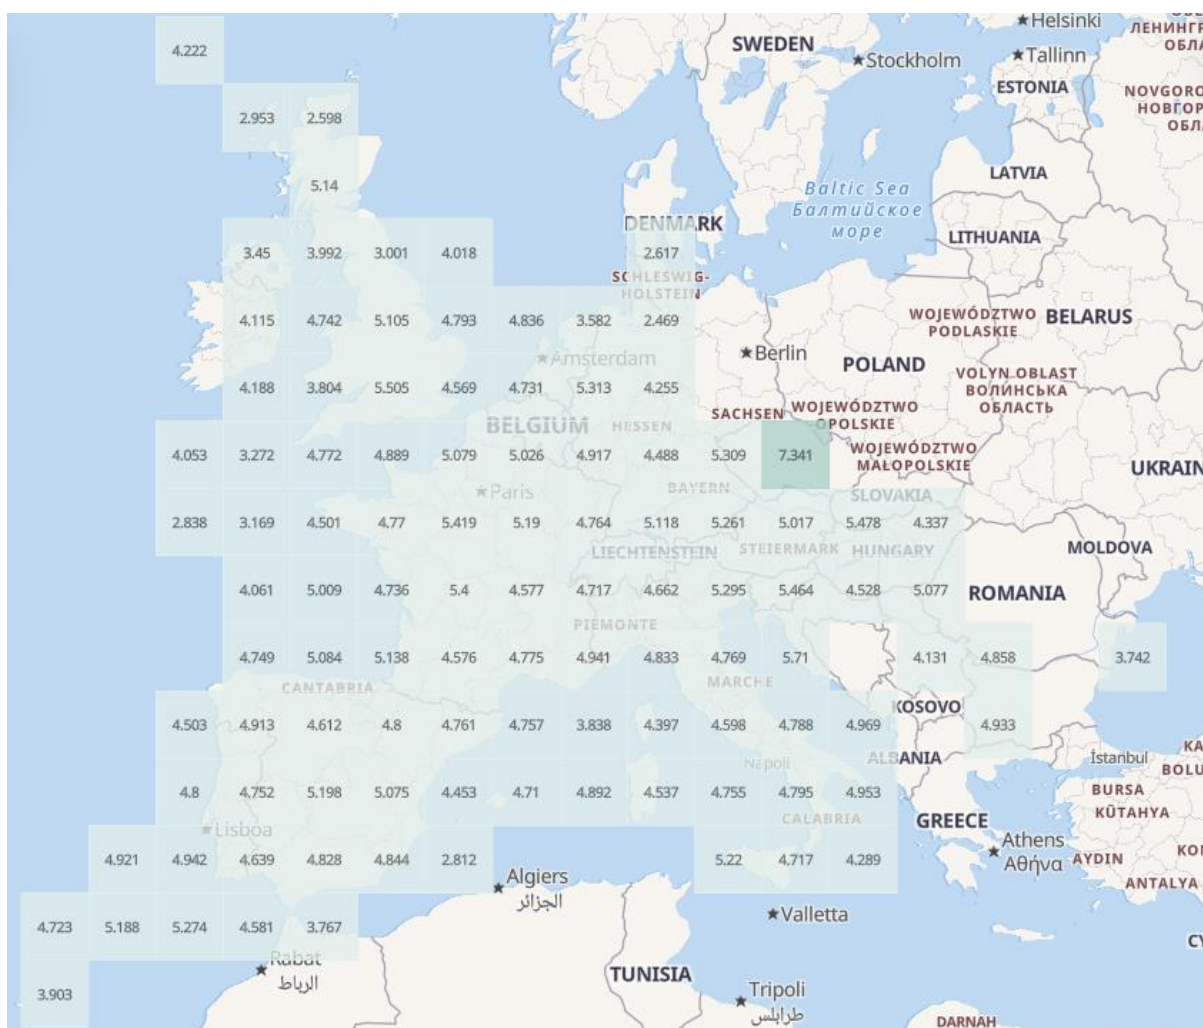 Helsinki
ЛЕНИНГР
ОБЛА
4.222
SWEDEN
Stockholm
Tallinn
ESTONIA
NOVGORO
НОВГОР
ОБЛ
2.953 2.598
5.14
LATVIA
Baltic Sea
Балтийское
море
DENMARK
LITHUANIA
3.45 3.992 3.001 4.018 2.617
SCHLESWIG-
HOLSTEIN
4.115 4.742 5.105 4.793 4.836 3.582 2.469
WOJEWÓDZTWO
PODLASKIE
BELARUS
Amsterdam
Berlin
POLAND
VOLYN OBLAST
ВОЛИНСЬКА
ОБЛАСТЬ
4.188 3.804 5.505 4.569 4.731 5.313 4.255
SACHSEN
WOJEWÓDZTWO
OPOLSKIE
BELGIUM
HESSEN
4.053 3.272 4.772 4.889 5.079 5.026 4.917 4.488 5.309 7.341
WOJEWÓDZTWO
MAŁOPOLSKIE
UKRAIN
Paris
BAYERN
SLOVAKIA
2.838 3.169 4.501 4.77 5.419 5.19 4.764 5.118 5.261 5.017 5.478 4.337
LIECHTENSTEIN
STEIERMARK
HUNGARY
MOLDOVA
4.061 5.009 4.736 5.4 4.577 4.717 4.662 5.295 5.464 4.528 5.077
ROMANIA
PIEMONTE
4.749 5.084 5.138 4.576 4.775 4.941 4.833 4.769 5.71 4.131 4.858 3.742
CANTABRIA
MARCHE
KOSOVO
4.503 4.913 4.612 4.8 4.761 4.757 3.838 4.397 4.598 4.788 4.969 4.933
KA
BOLU
Napoli
ALBANIA
İstanbul
4.8 4.752 5.198 5.075 4.453 4.71 4.892 4.537 4.755 4.795 4.953
BURSA
KÜTAHYA
Lisboa
CALABRIA
GREECE
Athens
Αθήνα
AYDIN
KO
4.921 4.942 4.639 4.828 4.844 2.812 5.22 4.717 4.289
Algiers
الجزائر
ANTALYA
Valletta
4.723 5.188 5.274 4.581 3.767
CY
Rabat
الرباط
TUNISIA
Tripoli
طرابلس
3.903
DARNAH